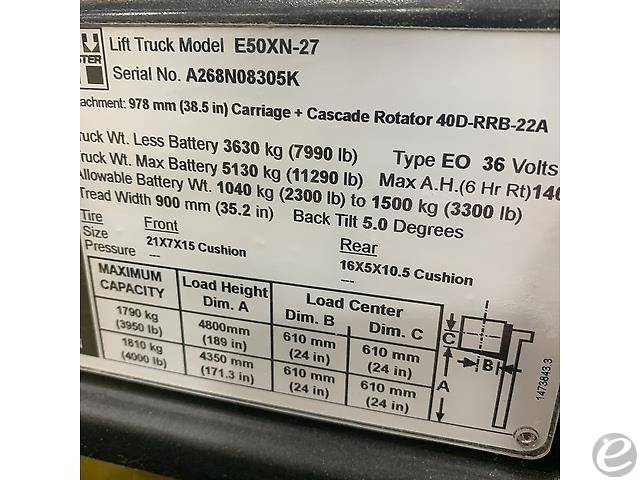 STER
Lift Truck Model E50XN-27
Serial No. A268N08305K
achment: 978 mm (38.5 in) Carriage + Cascade Rotator 40D-RRB-22A
ruck Wt. Less Battery 3630 kg (7990 lb) Type EO 36 Volts
ruck Wt. Max Battery 5130 kg (11290 lb) Max A.H.(6 Hr Rt)140
llowable Battery Wt. 1040 kg (2300 lb) to 1500 kg (3300 lb)
Tread Width 900 mm (35.2 in) Back Tilt 5.0 Degrees
Tire Front Rear
Size 21X7X15 Cushion 16X5X10.5 Cushion
Pressure --- ---
MAXIMUM CAPACITY Load Height Dim. A Load Center Dim. B Dim. C
1790 kg (3950 lb) 4800mm (189 in) 610 mm (24 in) 610 mm (24 in)
1810 kg (4000 lb) 4350 mm (171.3 in) 610 mm (24 in) 610 mm (24 in)
C
B
A
1473843.3
e